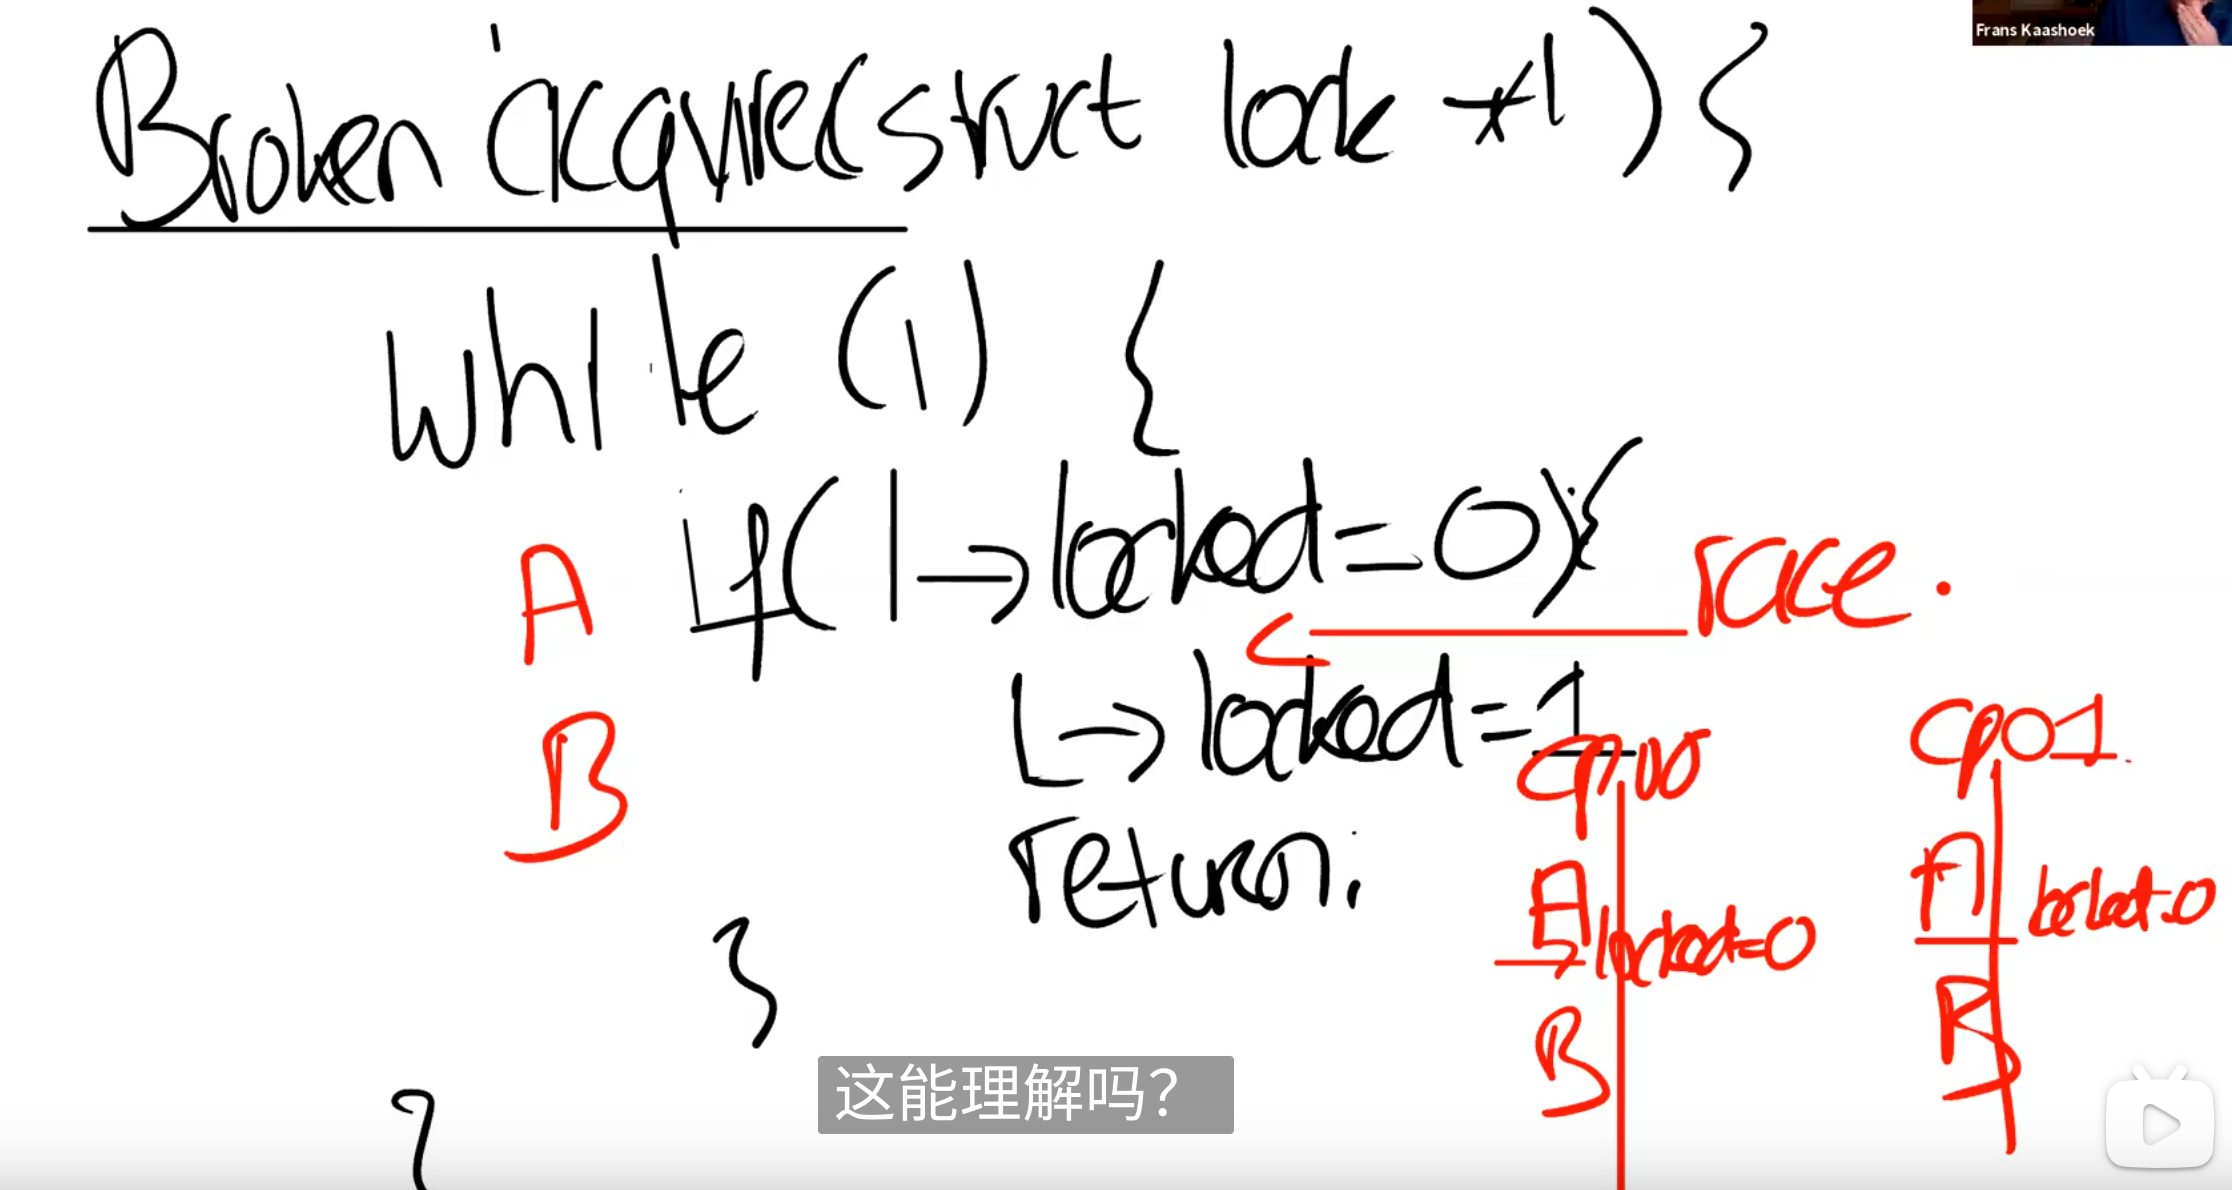 Frans Kaashoek
Broken acquire(struct lock *l) {
while (1) {
A if(l→locked==0){
race.
B L→locked=1
cpu0 cpu1
return;
A locked=0 A locked=0
B B
}
}
这能理解吗？